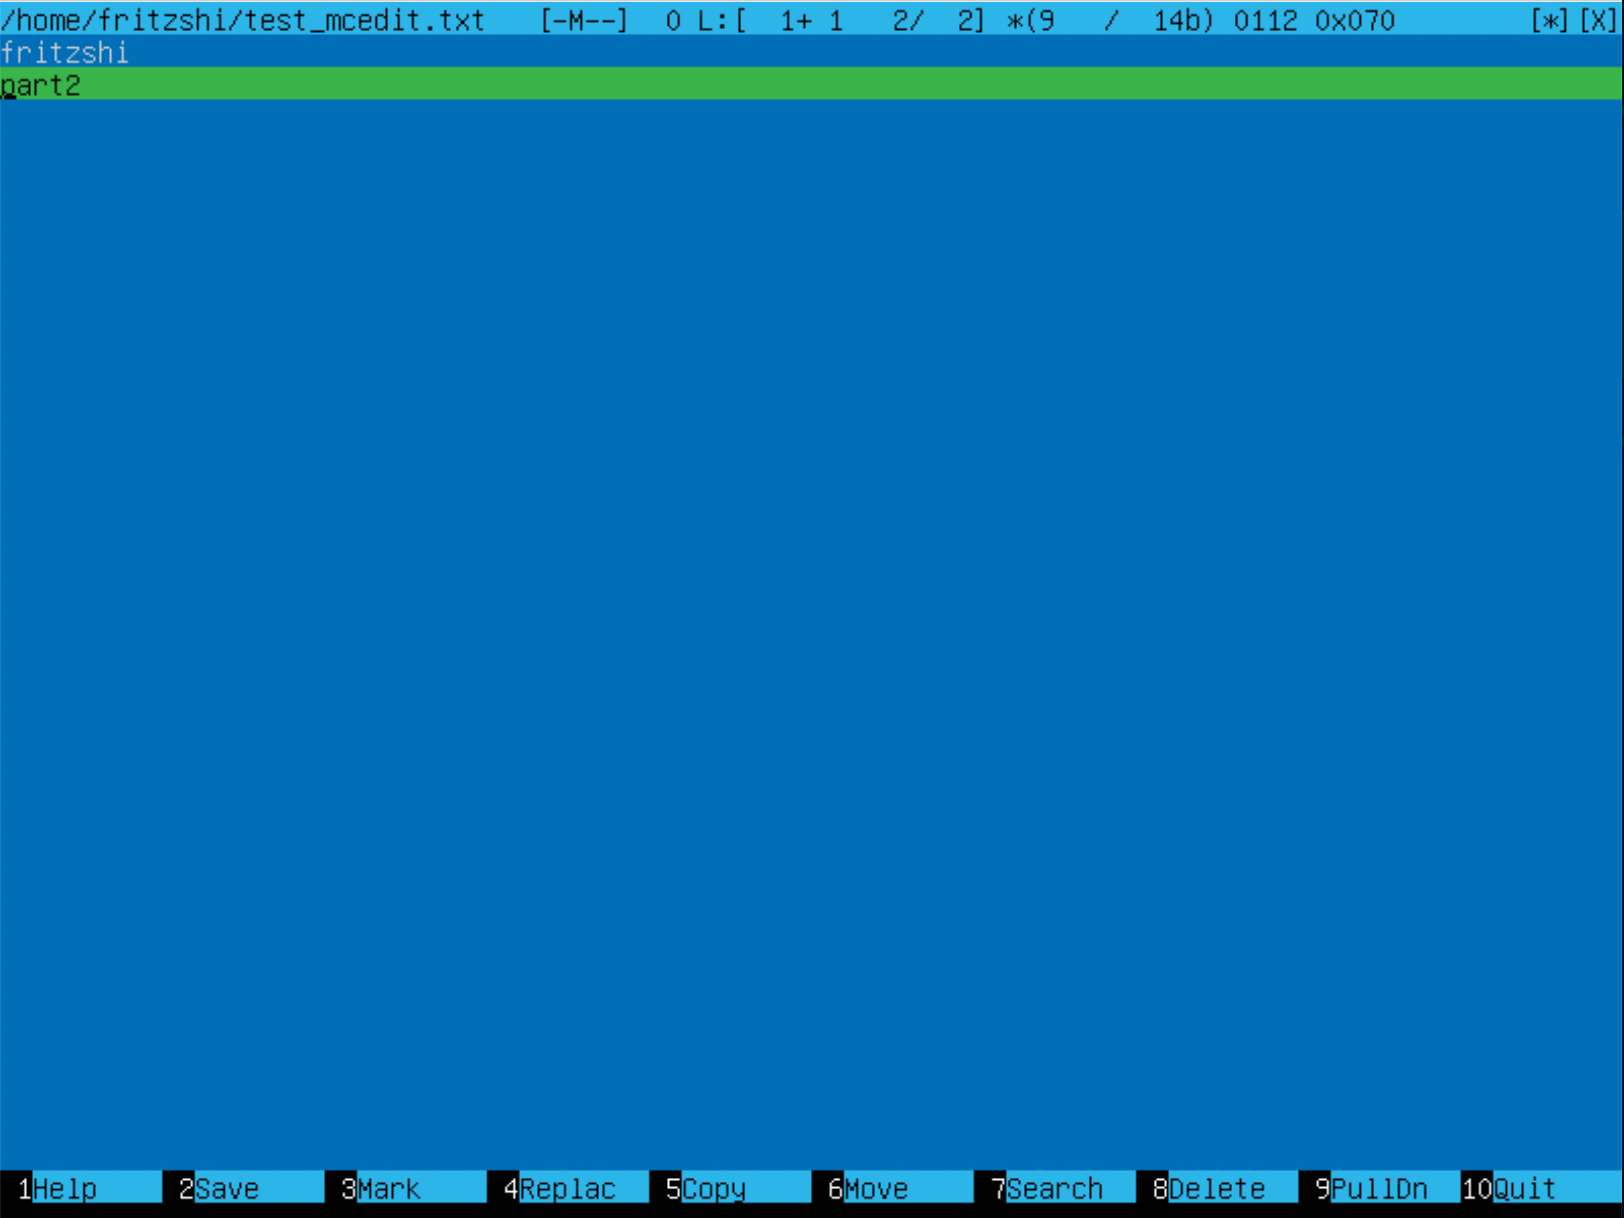 /home/fritzshi/test_mcedit.txt [-M--] 0 L:[ 1+ 1 2/ 2] *(9 / 14b) 0112 0x070 [*][X]
fritzshi
part2
1Help 2Save 3Mark 4Replac 5Copy 6Move 7Search 8Delete 9PullDn 10Quit